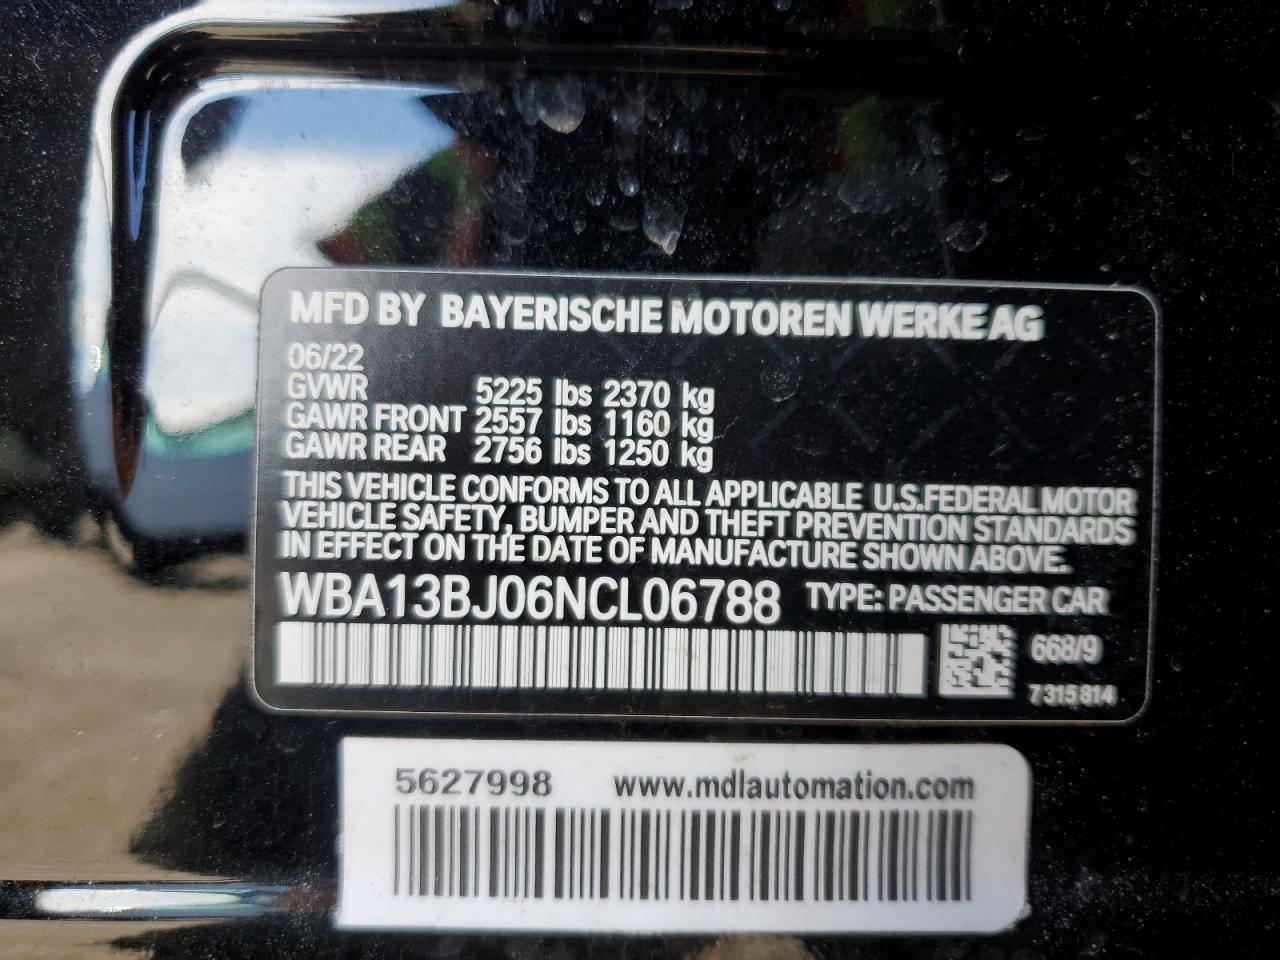 MFD BY BAYERISCHE MOTOREN WERKE AG
06/22
GVWR 5225 lbs 2370 kg
GAWR FRONT 2557 lbs 1160 kg
GAWR REAR 2756 lbs 1250 kg
THIS VEHICLE CONFORMS TO ALL APPLICABLE U.S.FEDERAL MOTOR
VEHICLE SAFETY, BUMPER AND THEFT PREVENTION STANDARDS
IN EFFECT ON THE DATE OF MANUFACTURE SHOWN ABOVE.
WBA13BJ06NCL06788 TYPE: PASSENGER CAR
668/9
7 315 814
5627998 www.mdlautomation.com